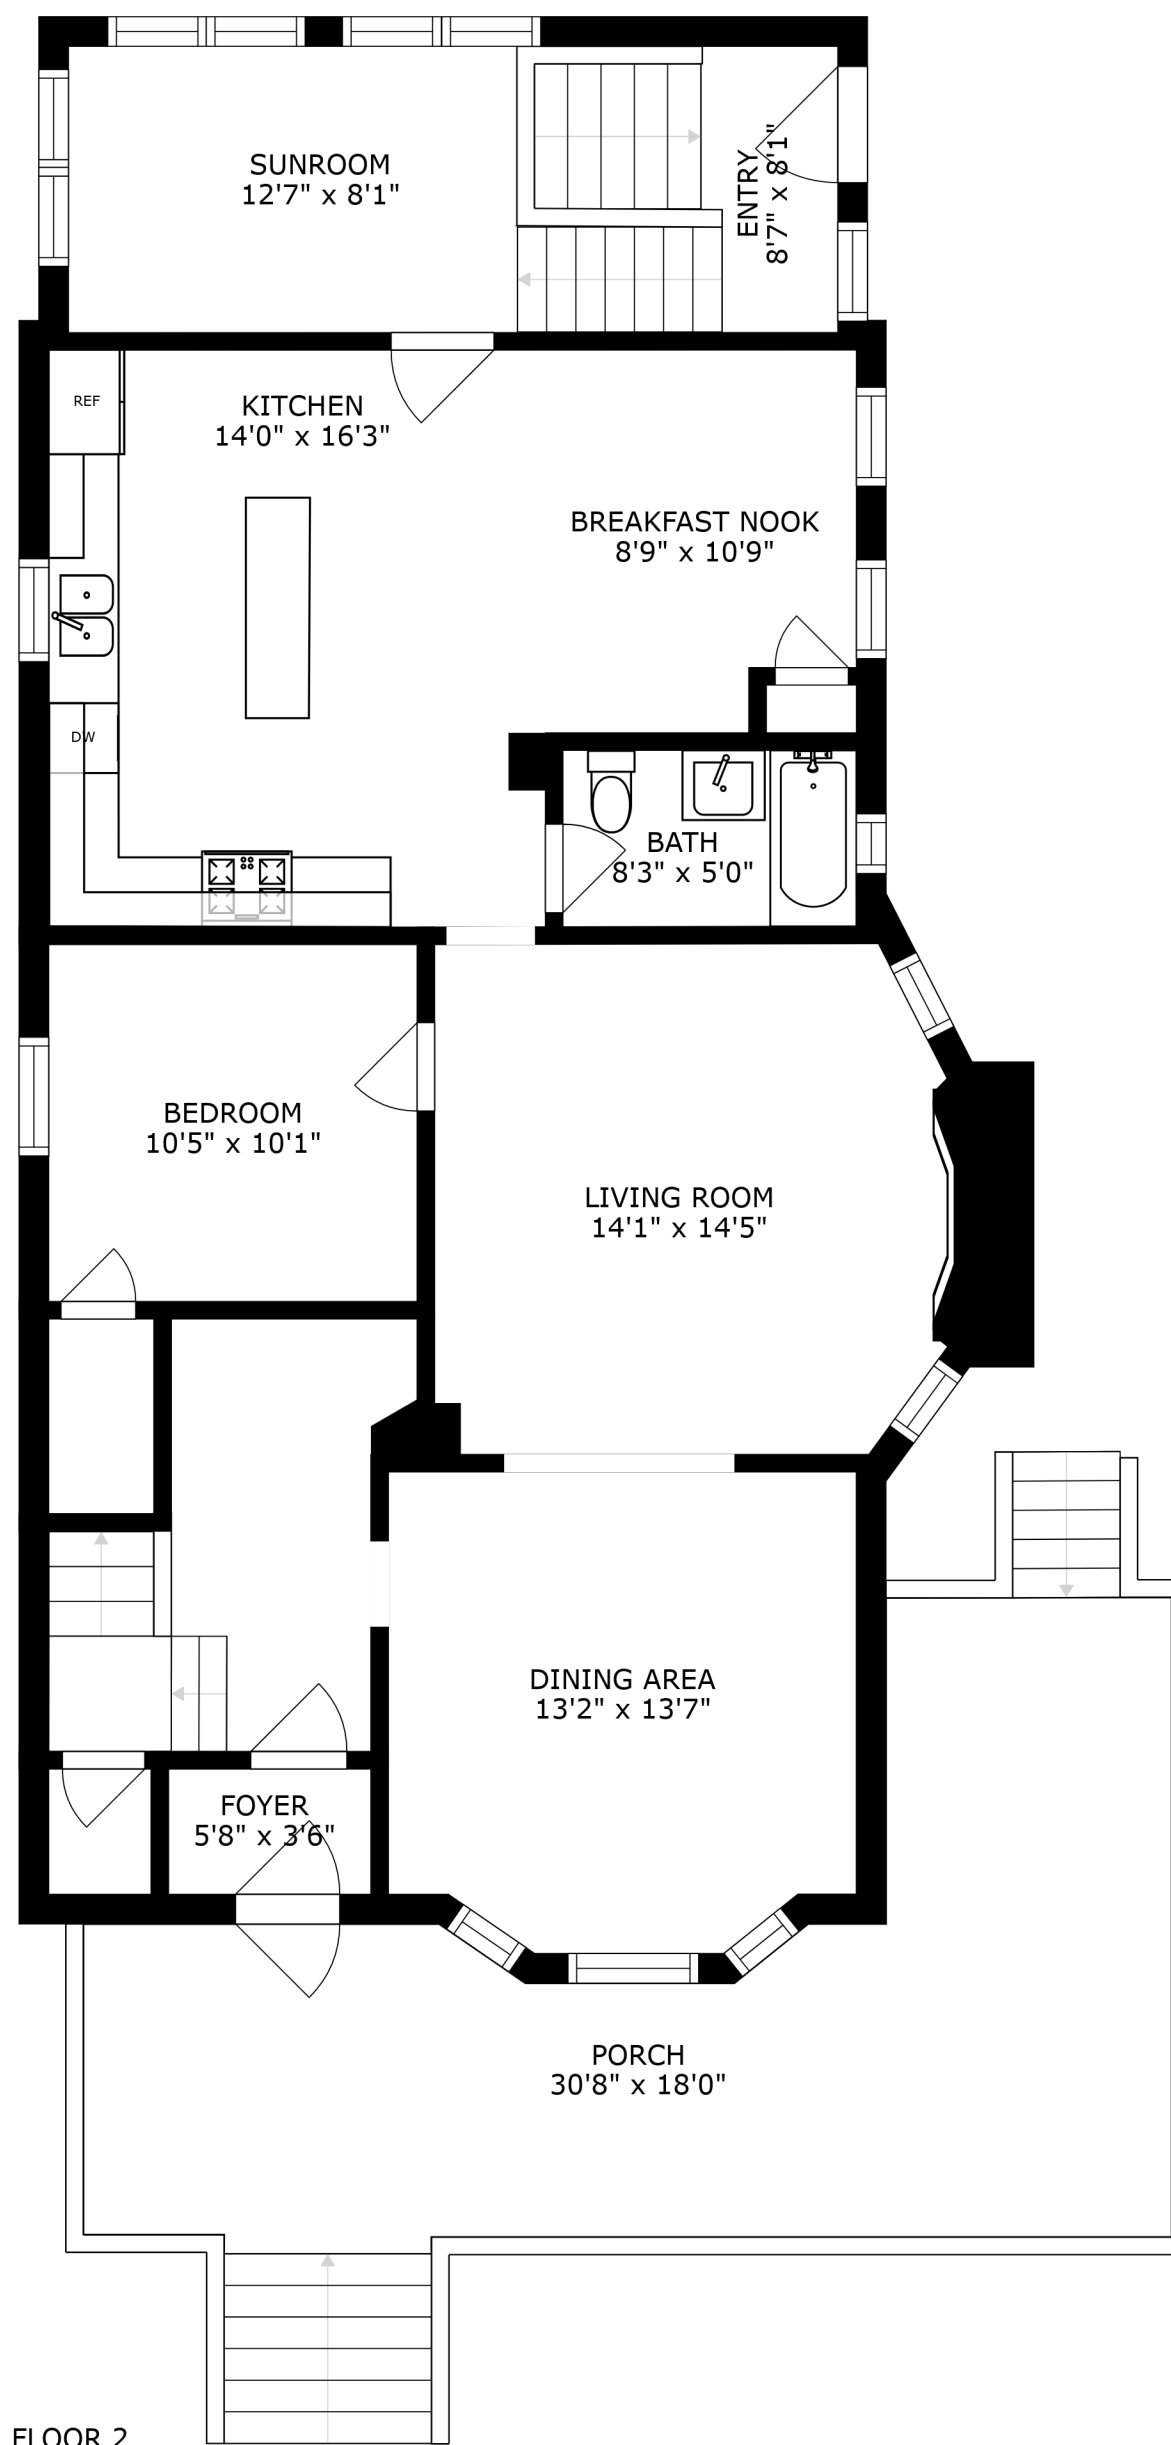 SUNROOM
12'7" x 8'1"
ENTRY
8'7" x 8'1"
REF
KITCHEN
14'0" x 16'3"
BREAKFAST NOOK
8'9" x 10'9"
DW
BATH
8'3" x 5'0"
BEDROOM
10'5" x 10'1"
LIVING ROOM
14'1" x 14'5"
DINING AREA
13'2" x 13'7"
FOYER
5'8" x 3'6"
PORCH
30'8" x 18'0"
FLOOR 2